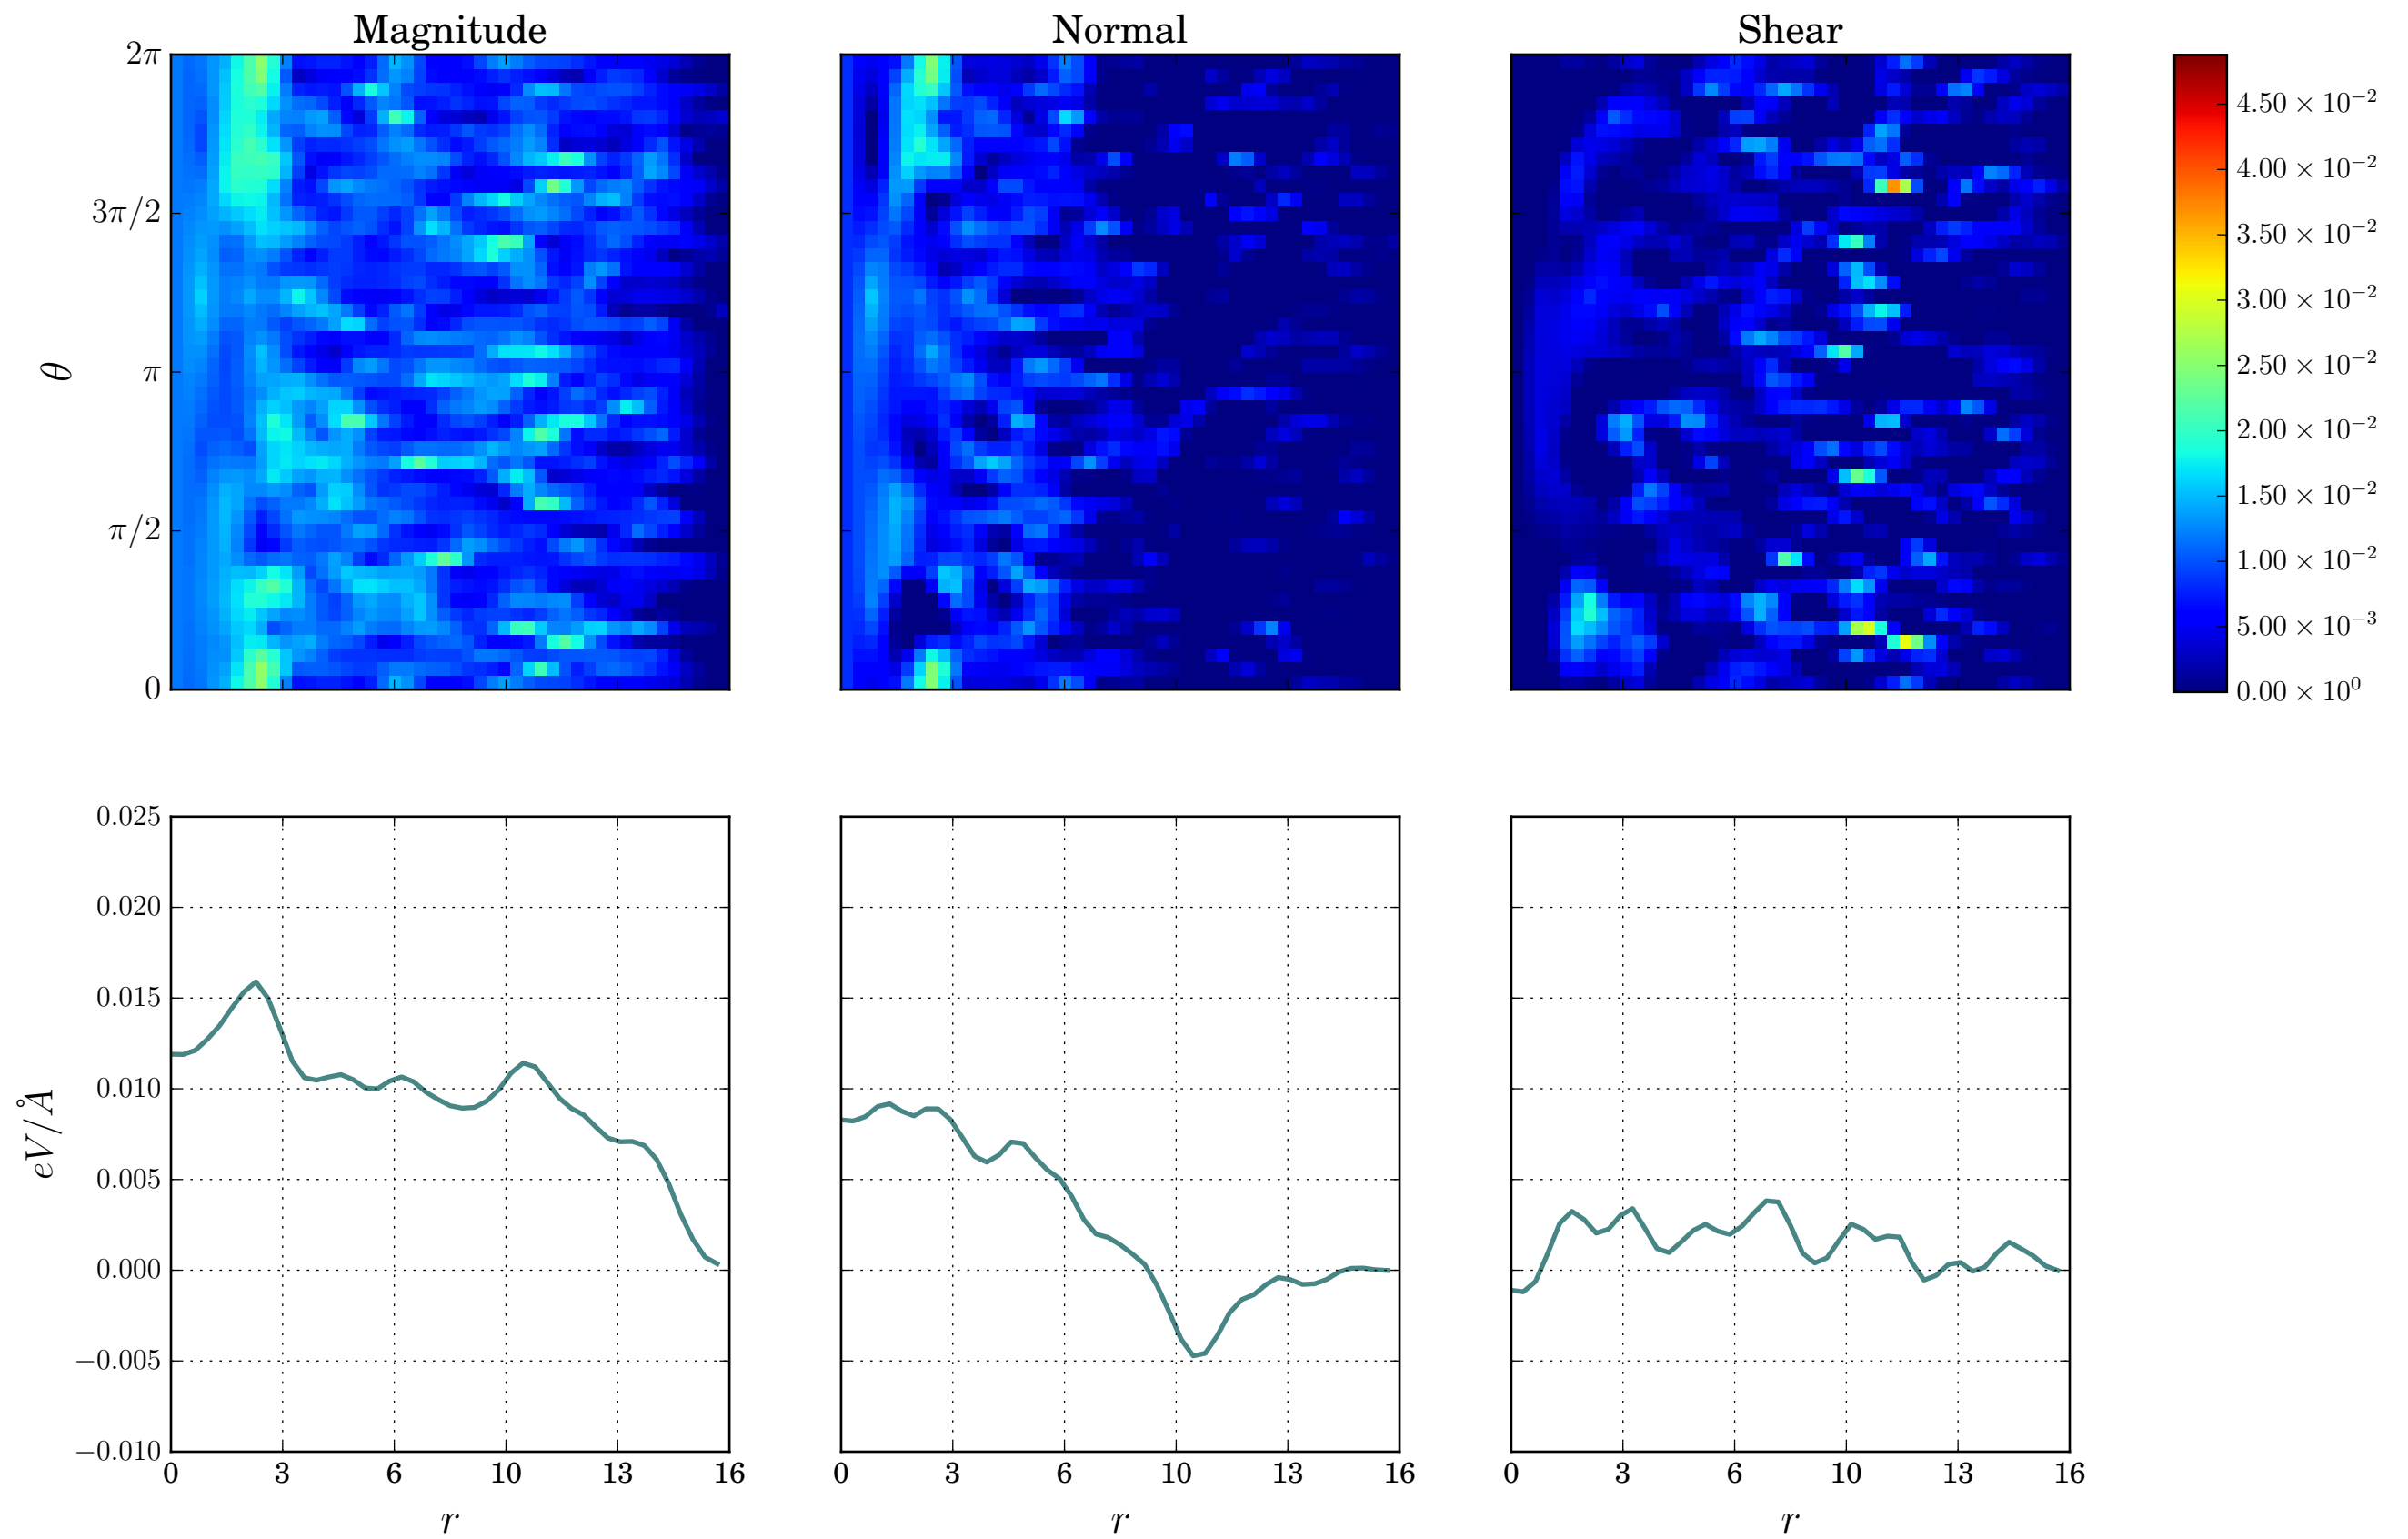 Magnitude Normal Shear
2π
3π/2
π
π/2
0
θ
4.50 × 10⁻²
4.00 × 10⁻²
3.50 × 10⁻²
3.00 × 10⁻²
2.50 × 10⁻²
2.00 × 10⁻²
1.50 × 10⁻²
1.00 × 10⁻²
5.00 × 10⁻³
0.00 × 10⁰
0.025
0.020
0.015
0.010
0.005
0.000
−0.005
−0.010
eV/Å
0 3 6 10 13 16 0 3 6 10 13 16 0 3 6 10 13 16
r r r